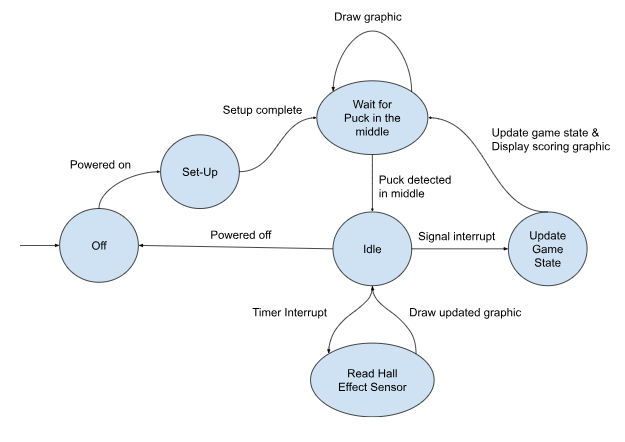 Draw graphic
Wait for
Puck in the
middle
Setup complete
Update game state &
Display scoring graphic
Powered on
Set-Up
Puck detected
in middle
Off
Powered off
Idle
Signal interrupt
Update
Game
State
Timer Interrupt
Draw updated graphic
Read Hall
Effect Sensor